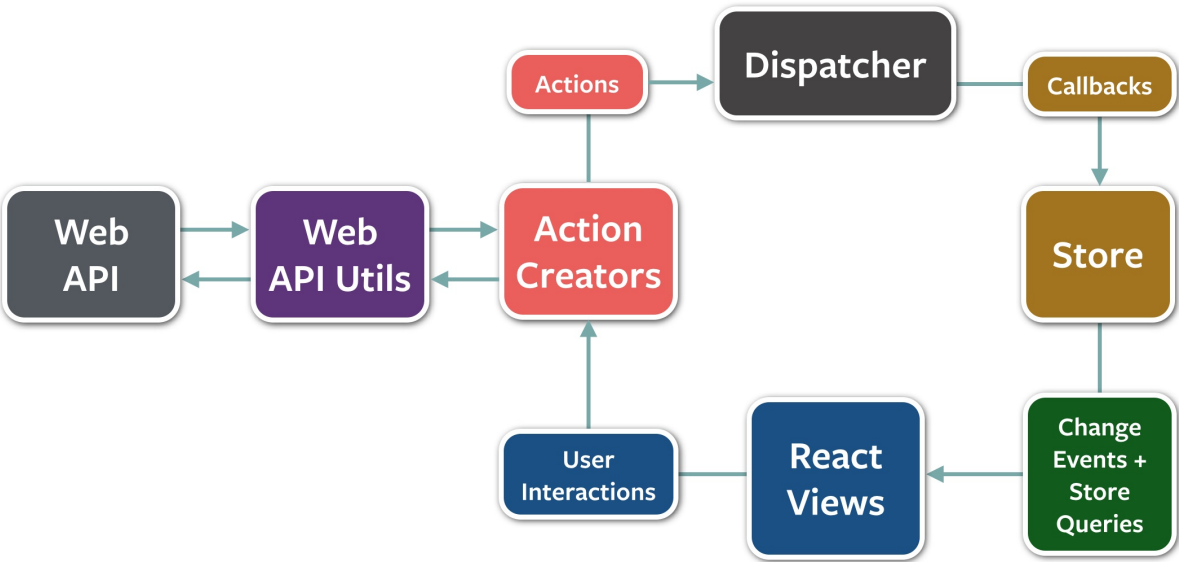 Dispatcher
Actions
Callbacks
Web
API
Web
API Utils
Action
Creators
Store
User
Interactions
React
Views
Change
Events +
Store
Queries